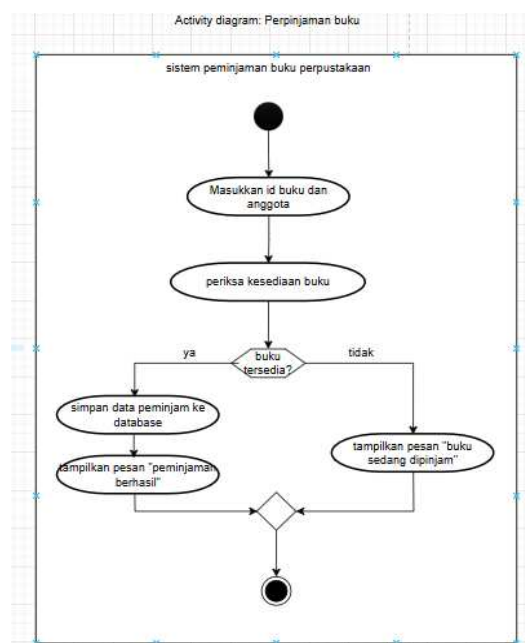 Activity diagram: Perpinjaman buku
sistem peminjaman buku perpustakaan
Masukkan id buku dan
anggota
periksa kesediaan buku
buku
tersedia?
ya
tidak
simpan data peminjam ke
database
tampilkan pesan "peminjaman
berhasil"
tampilkan pesan "buku
sedang dipinjam"